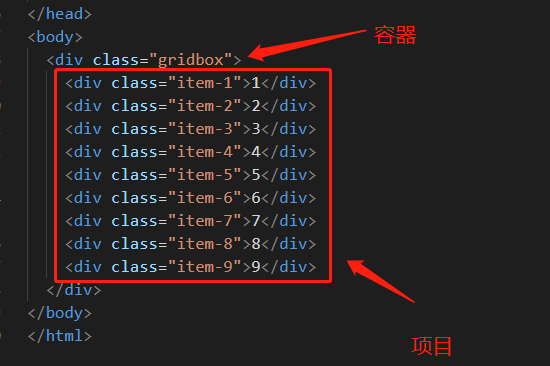 </head>
<body>
<div class="gridbox"> 容器
<div class="item-1">1</div>
<div class="item-2">2</div>
<div class="item-3">3</div>
<div class="item-4">4</div>
<div class="item-5">5</div>
<div class="item-6">6</div>
<div class="item-7">7</div>
<div class="item-8">8</div>
<div class="item-9">9</div>
</div>
</body>
</html>
项目